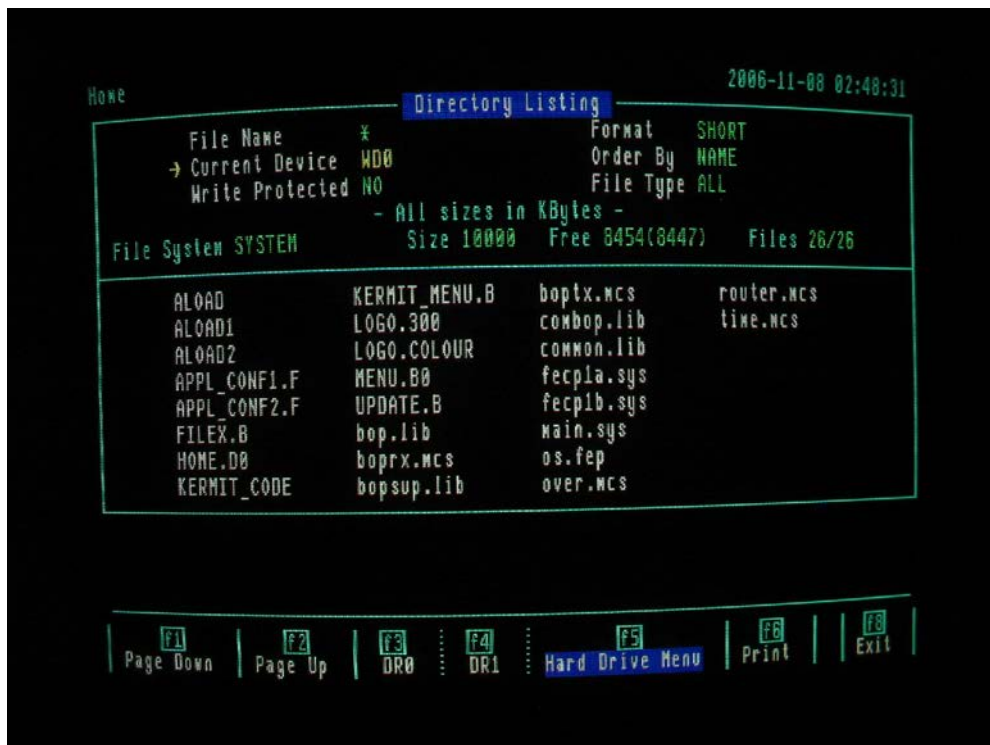 Home 2006-11-08 02:48:31
Directory Listing
File Name * Format SHORT
→ Current Device WD0 Order By NAME
Write Protected NO File Type ALL
- All sizes in KBytes -
File System SYSTEM Size 10000 Free 8454(8447) Files 26/26
ALOAD KERMIT_MENU.B boptx.mcs router.mcs
ALOAD1 LOGO.300 combop.lib time.mcs
ALOAD2 LOGO.COLOUR common.lib
APPL_CONF1.F MENU.B0 fecp1a.sys
APPL_CONF2.F UPDATE.B fecp1b.sys
FILEX.B bop.lib main.sys
HOME.D0 boprx.mcs os.fep
KERMIT_CODE bopsup.lib over.mcs
f1 f2 f3 f4 f5 f6 f8
Page Down Page Up DR0 DR1 Hard Drive Menu Print Exit